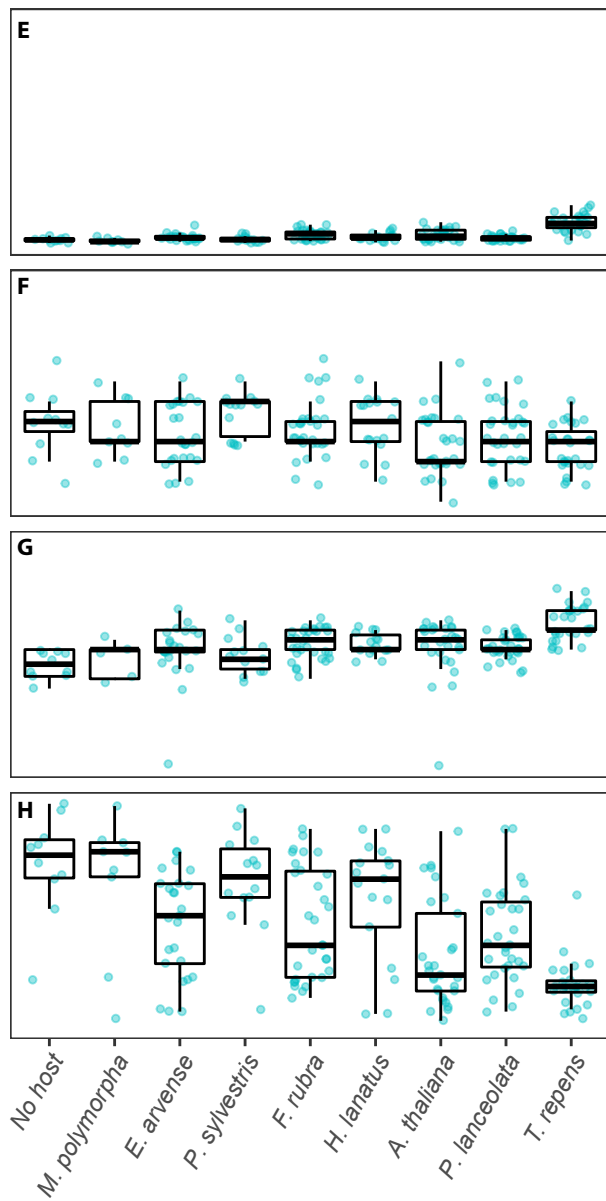 E
F
G
H
No host
M. polymorpha
E. arvense
P. sylvestris
F. rubra
H. lanatus
A. thaliana
P. lanceolata
T. repens